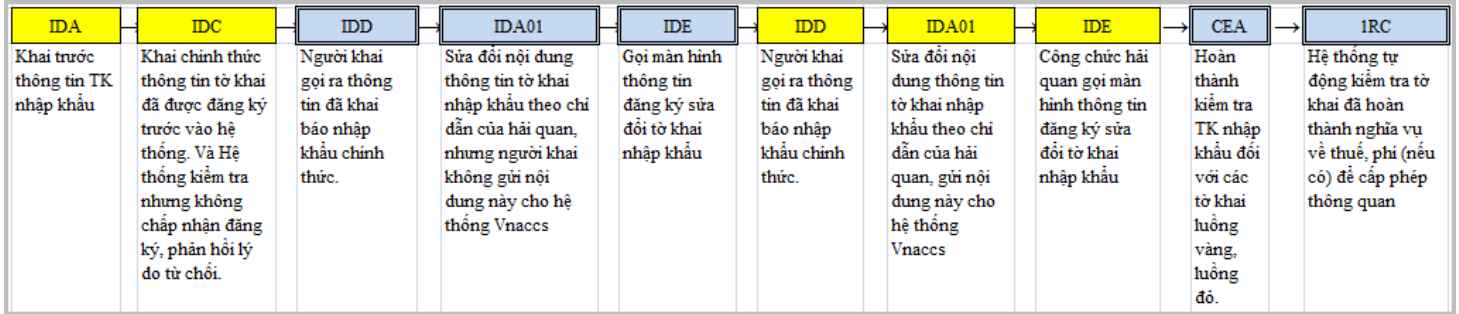 IDA → IDC → IDD → IDA01 → IDE → IDD → IDA01 → IDE → CEA → 1RC
Khai trước
thông tin TK
nhập khẩu
Khai chính thức
thông tin tờ khai
đã được đăng ký
trước vào hệ
thống. Và Hệ
thống kiểm tra
nhưng không
chấp nhận đăng
ký, phản hồi lý
do từ chối.
Người khai
gọi ra thông
tin đã khai
báo nhập
khẩu chính
thức.
Sửa đổi nội dung
thông tin tờ khai
nhập khẩu theo chỉ
dẫn của hải quan,
nhưng người khai
không gửi nội
dung này cho hệ
thống Vnaccs
Gọi màn hình
thông tin
đăng ký sửa
đổi tờ khai
nhập khẩu
Người khai
gọi ra thông
tin đã khai
báo nhập
khẩu chính
thức.
Sửa đổi nội
dung thông tin
tờ khai nhập
khẩu theo chỉ
dẫn của hải
quan, gửi nội
dung này cho
hệ thống
Vnaccs
Công chức hải
quan gọi màn
hình thông tin
đăng ký sửa
đổi tờ khai
nhập khẩu
Hoàn
thành
kiểm tra
TK nhập
khẩu đối
với các
tờ khai
luồng
vàng,
luồng
đỏ.
Hệ thống tự
động kiểm tra tờ
khai đã hoàn
thành nghĩa vụ
về thuế, phí (nếu
có) để cấp phép
thông quan